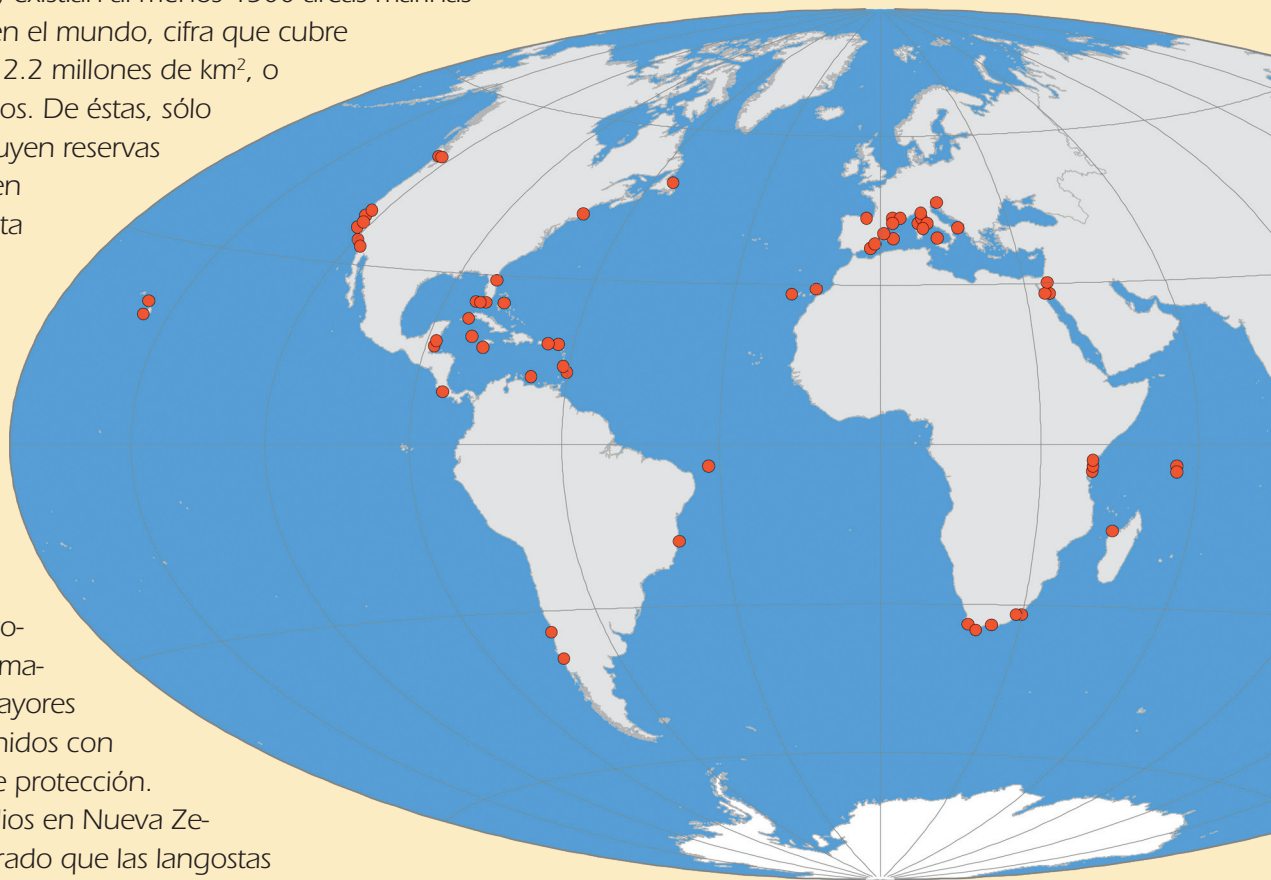 en el mundo, cifra que cubre
2.2 millones de km², o
os. De éstas, sólo
uyen reservas
en
ta
o-
ma-
ayores
nidos con
e protección.
ios en Nueva Ze-
rado que las langostas